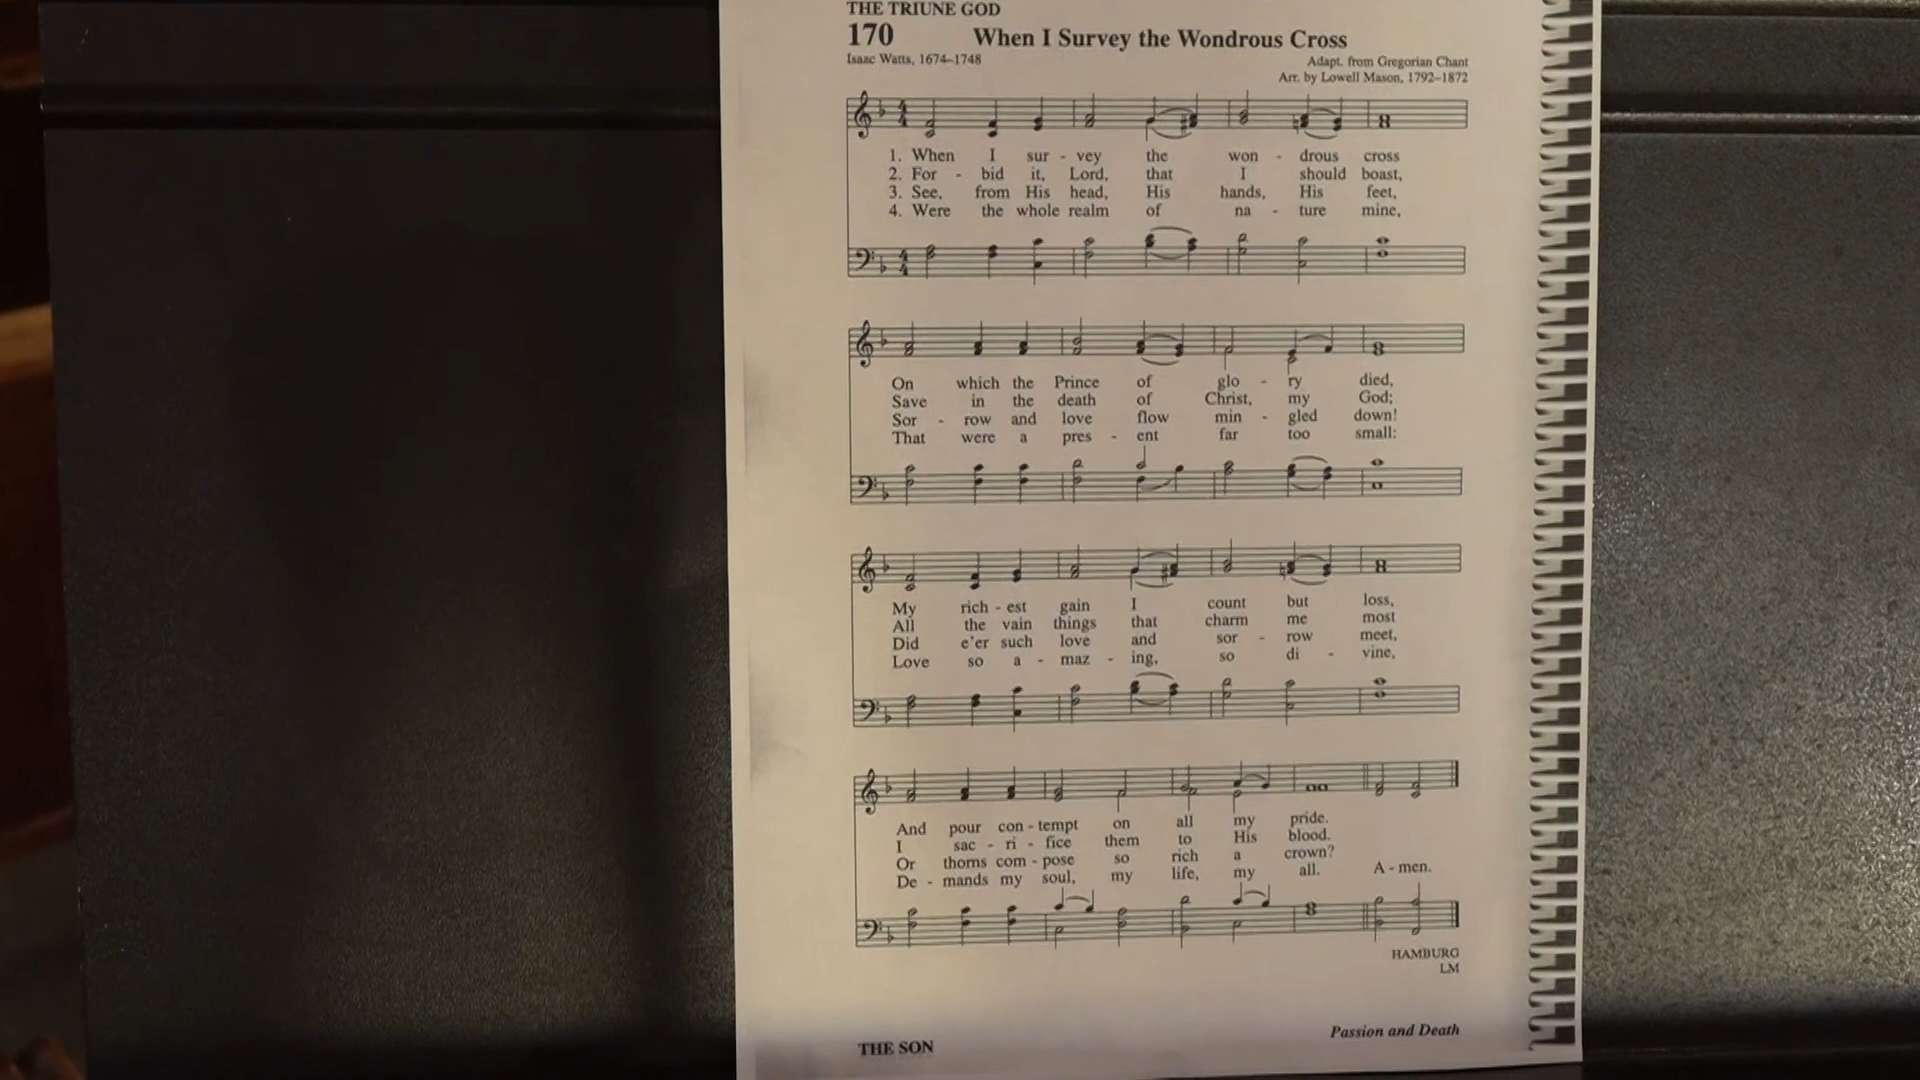 THE TRIUNE GOD
170 When I Survey the Wondrous Cross
Isaac Watts, 1674–1748
Adapt. from Gregorian Chant
Arr. by Lowell Mason, 1792–1872
1. When I sur - vey the won - drous cross
2. For - bid it, Lord, that I should boast,
3. See, from His head, His hands, His feet,
4. Were the whole realm of na - ture mine,
On which the Prince of glo - ry died,
Save in the death of Christ, my God;
Sor - row and love flow min - gled down!
That were a pres - ent far too small:
My rich - est gain I count but loss,
All the vain things that charm me most
Did e'er such love and sor - row meet,
Love so a - maz - ing, so di - vine,
And pour con - tempt on all my pride.
I sac - ri - fice them to His blood.
Or thorns com - pose so rich a crown?
De - mands my soul, my life, my all. A - men.
HAMBURG
LM
Passion and Death
THE SON